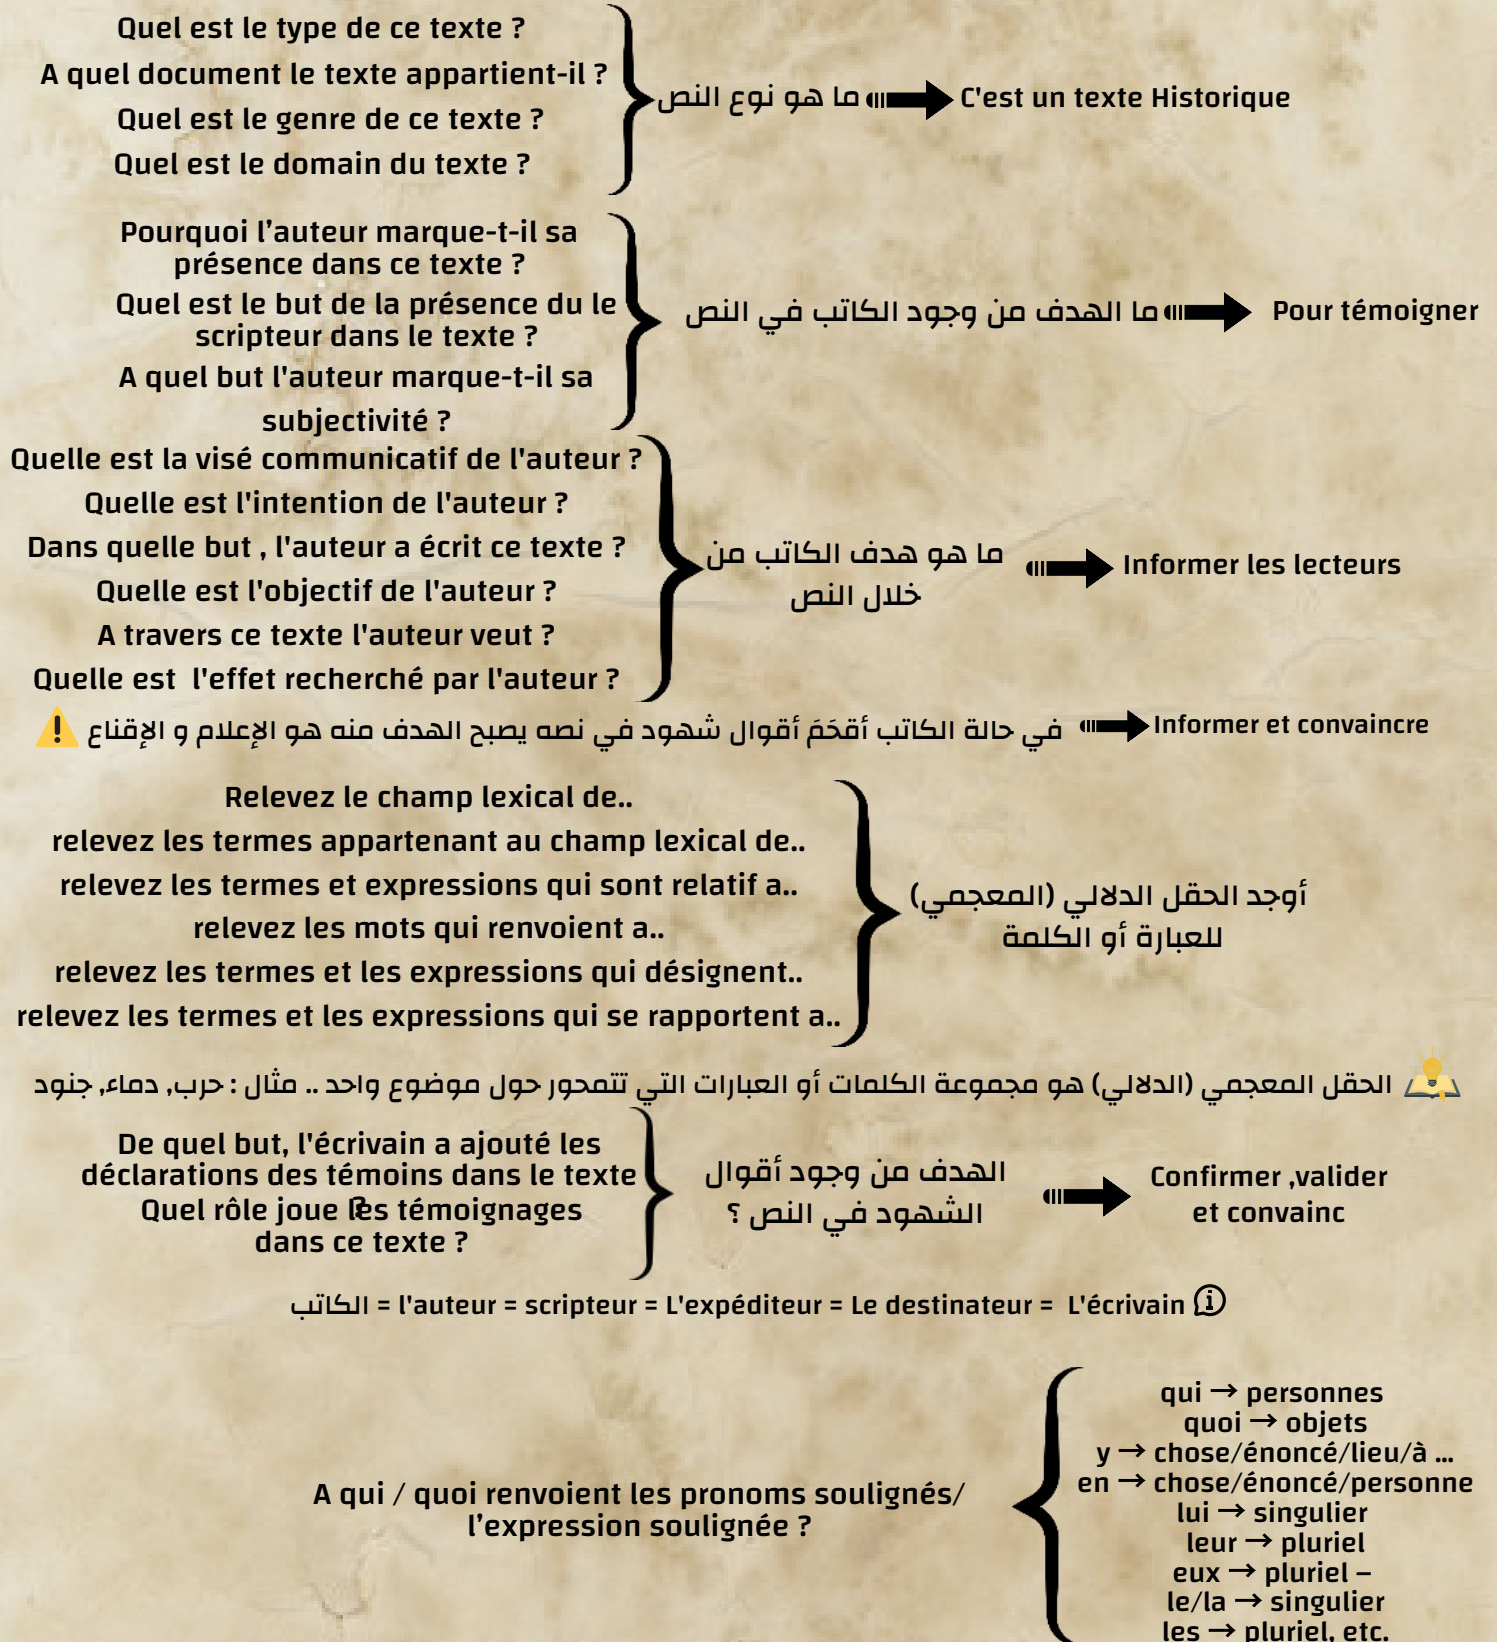 Quel est le type de ce texte ?
A quel document le texte appartient-il ?
Quel est le genre de ce texte ?
Quel est le domain du texte ?
ما هو نوع النص
C'est un texte Historique
Pourquoi l'auteur marque-t-il sa
présence dans ce texte ?
Quel est le but de la présence du le
scripteur dans le texte ?
A quel but l'auteur marque-t-il sa
subjectivité ?
ما الهدف من وجود الكاتب في النص
Pour témoigner
Quelle est la visé communicatif de l'auteur ?
Quelle est l'intention de l'auteur ?
Dans quelle but , l'auteur a écrit ce texte ?
Quelle est l'objectif de l'auteur ?
A travers ce texte l'auteur veut ?
Quelle est l'effet recherché par l'auteur ?
ما هو هدف الكاتب من
خلال النص
Informer les lecteurs
في حالة الكاتب أقحَمَ أقوال شهود في نصه يصبح الهدف منه هو الإعلام و الإقناع
Informer et convaincre
Relevez le champ lexical de..
relevez les termes appartenant au champ lexical de..
relevez les termes et expressions qui sont relatif a..
relevez les mots qui renvoient a..
relevez les termes et les expressions qui désignent..
relevez les termes et les expressions qui se rapportent a..
أوجد الحقل الدلالي (المعجمي)
للعبارة أو الكلمة
الحقل المعجمي (الدلالي) هو مجموعة الكلمات أو العبارات التي تتمحور حول موضوع واحد .. مثال : حرب, دماء, جنود
De quel but, l'écrivain a ajouté les
déclarations des témoins dans le texte
?
Quel rôle joue les témoignages
dans ce texte ?
الهدف من وجود أقوال
الشهود في النص ؟
Confirmer ,valider
et convainc
الكاتب = l'auteur = scripteur = L'expéditeur = Le destinateur = L'écrivain
A qui / quoi renvoient les pronoms soulignés/
l'expression soulignée ?
qui → personnes
quoi → objets
y → chose/énoncé/lieu/à ...
en → chose/énoncé/personne
lui → singulier
leur → pluriel
eux → pluriel –
le/la → singulier
les → pluriel, etc.